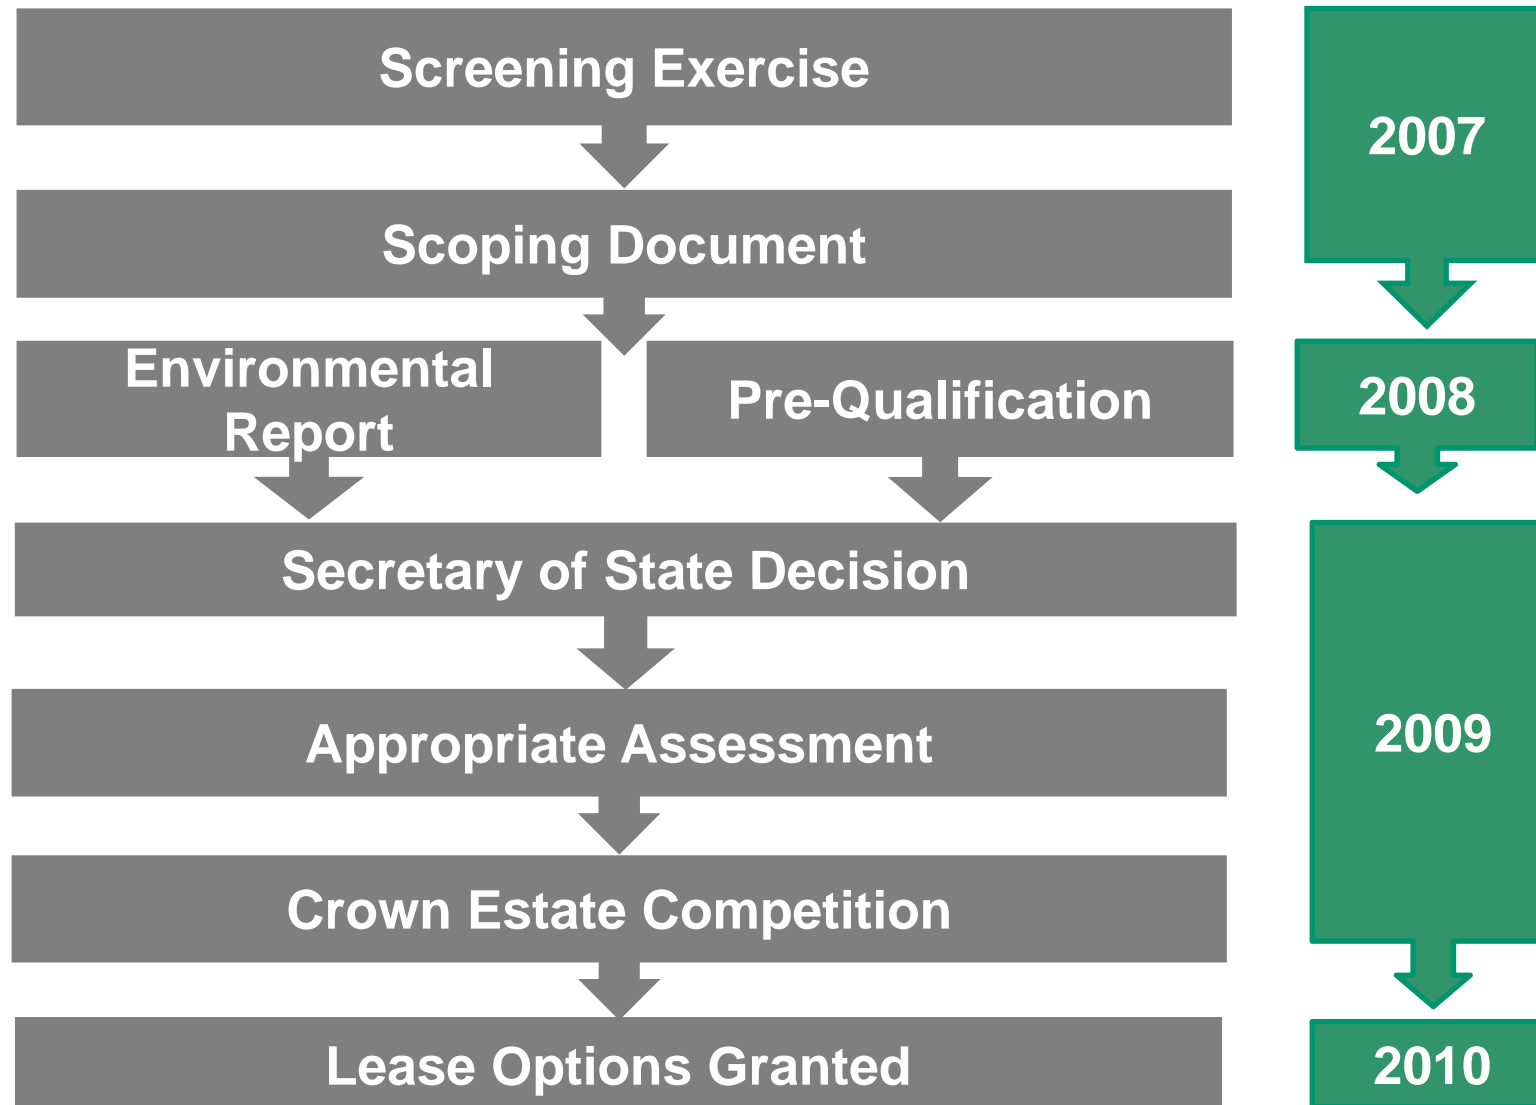 Screening Exercise
2007
Scoping Document
Environmental
Report
Pre-Qualification
2008
Secretary of State Decision
Appropriate Assessment
2009
Crown Estate Competition
Lease Options Granted
2010